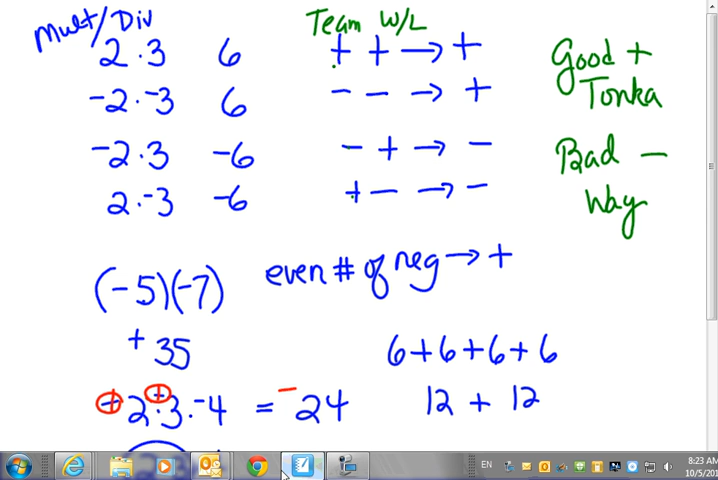 Mult/Div
Team W/L
2·3 6 + + → +
-2·-3 6 - - → +
-2·3 -6 - + → -
2·-3 -6 + - → -
Good +
Tonka
Bad -
Way
(-5)(-7) even # of neg → +
+35
6+6+6+6
-2·-3·-4 = -24
12 + 12
EN
8:23 AM